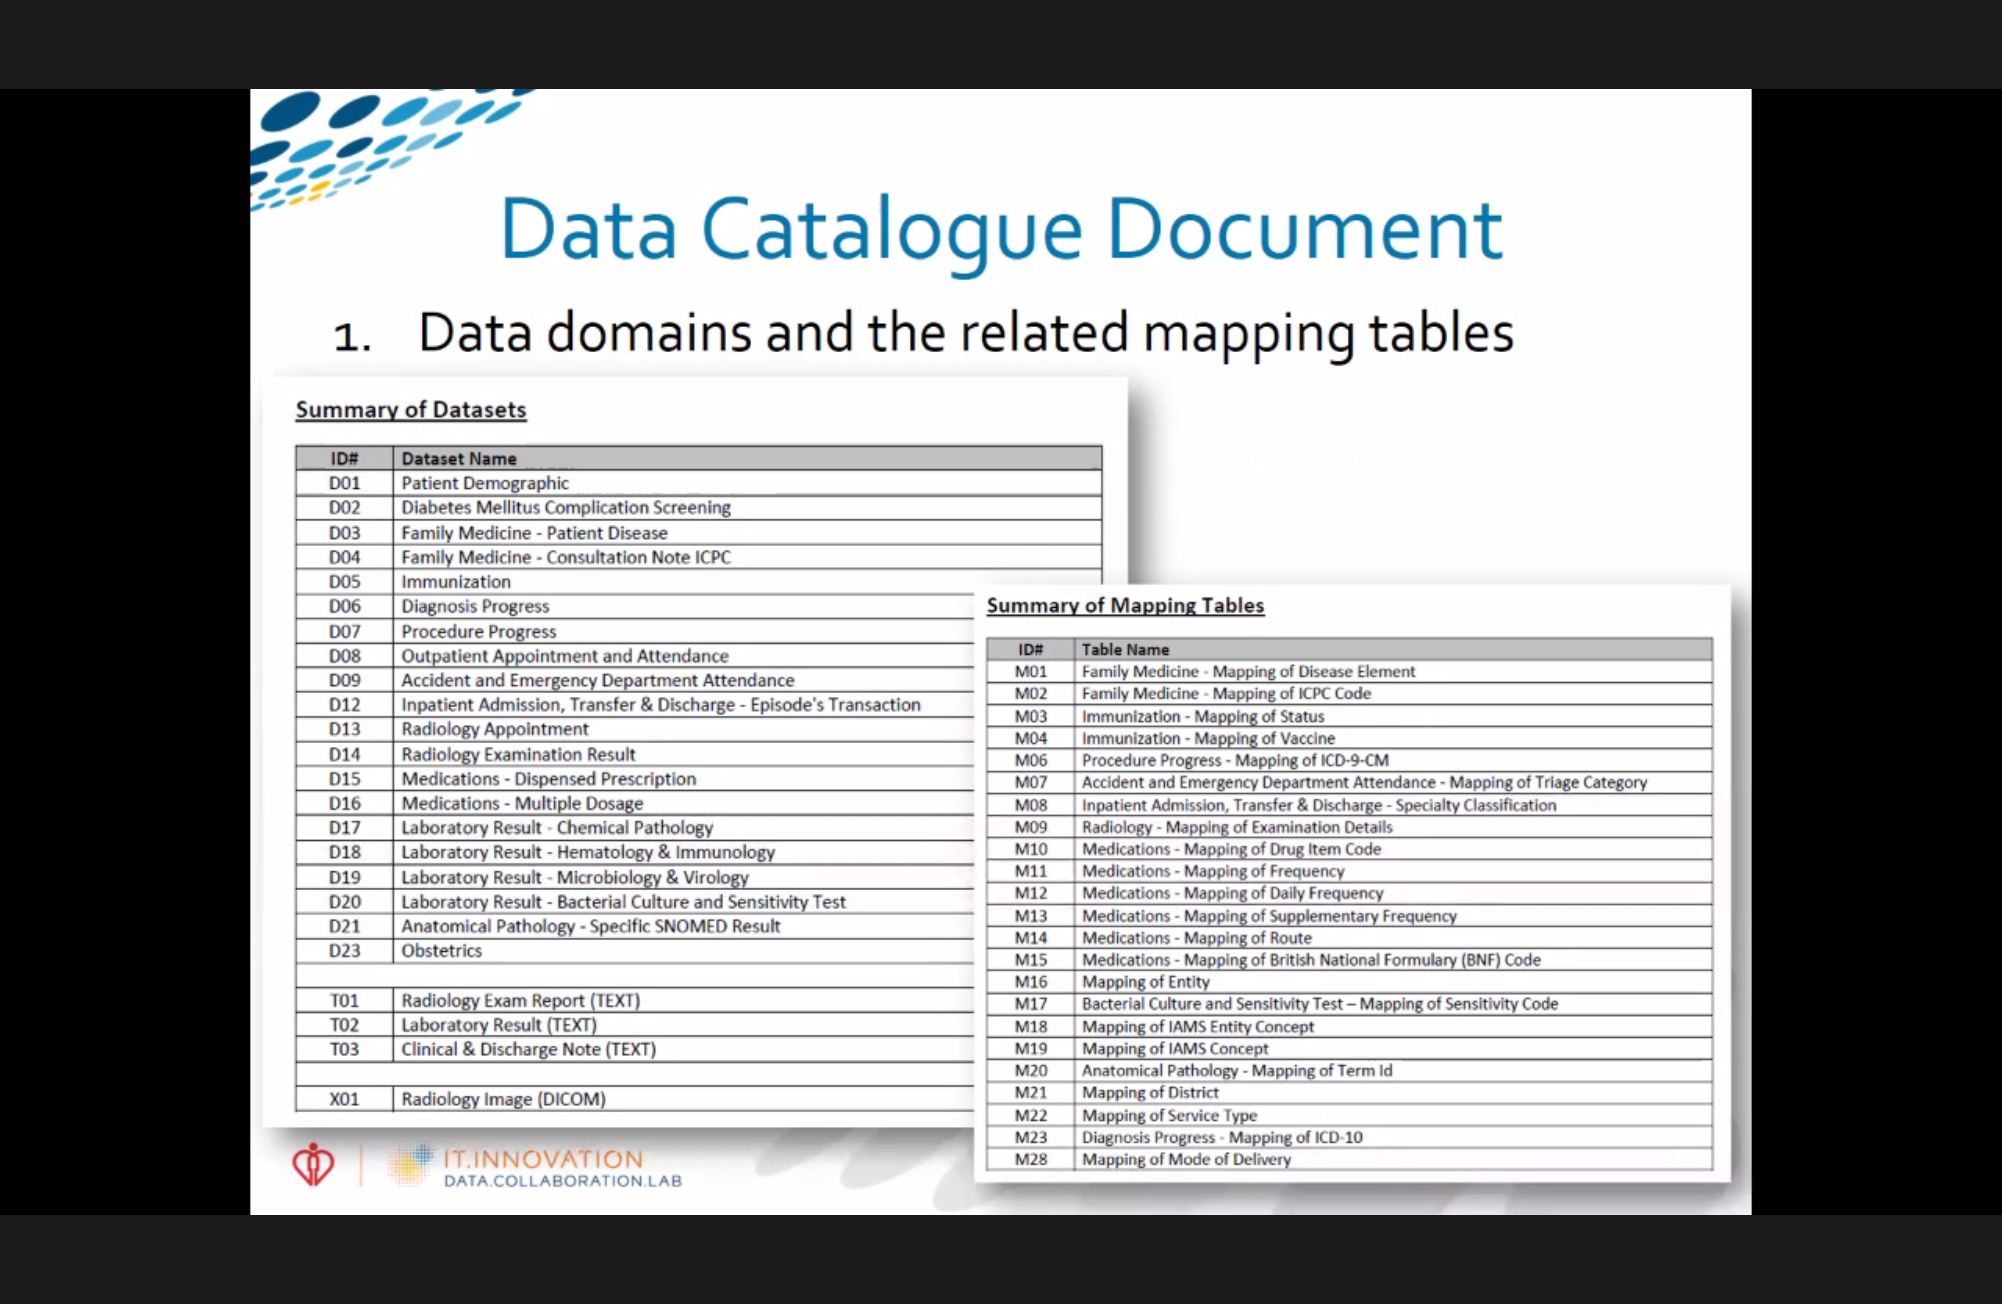 Data Catalogue Document
1. Data domains and the related mapping tables
Summary of Datasets
ID# Dataset Name
D01 Patient Demographic
D02 Diabetes Mellitus Complication Screening
D03 Family Medicine - Patient Disease
D04 Family Medicine - Consultation Note ICPC
D05 Immunization
D06 Diagnosis Progress
D07 Procedure Progress
D08 Outpatient Appointment and Attendance
D09 Accident and Emergency Department Attendance
D12 Inpatient Admission, Transfer & Discharge - Episode's Transaction
D13 Radiology Appointment
D14 Radiology Examination Result
D15 Medications - Dispensed Prescription
D16 Medications - Multiple Dosage
D17 Laboratory Result - Chemical Pathology
D18 Laboratory Result - Hematology & Immunology
D19 Laboratory Result - Microbiology & Virology
D20 Laboratory Result - Bacterial Culture and Sensitivity Test
D21 Anatomical Pathology - Specific SNOMED Result
D23 Obstetrics
T01 Radiology Exam Report (TEXT)
T02 Laboratory Result (TEXT)
T03 Clinical & Discharge Note (TEXT)
X01 Radiology Image (DICOM)
Summary of Mapping Tables
ID# Table Name
M01 Family Medicine - Mapping of Disease Element
M02 Family Medicine - Mapping of ICPC Code
M03 Immunization - Mapping of Status
M04 Immunization - Mapping of Vaccine
M06 Procedure Progress - Mapping of ICD-9-CM
M07 Accident and Emergency Department Attendance - Mapping of Triage Category
M08 Inpatient Admission, Transfer & Discharge - Specialty Classification
M09 Radiology - Mapping of Examination Details
M10 Medications - Mapping of Drug Item Code
M11 Medications - Mapping of Frequency
M12 Medications - Mapping of Daily Frequency
M13 Medications - Mapping of Supplementary Frequency
M14 Medications - Mapping of Route
M15 Medications - Mapping of British National Formulary (BNF) Code
M16 Mapping of Entity
M17 Bacterial Culture and Sensitivity Test – Mapping of Sensitivity Code
M18 Mapping of IAMS Entity Concept
M19 Mapping of IAMS Concept
M20 Anatomical Pathology - Mapping of Term Id
M21 Mapping of District
M22 Mapping of Service Type
M23 Diagnosis Progress - Mapping of ICD-10
M28 Mapping of Mode of Delivery
IT.INNOVATION
DATA.COLLABORATION.LAB